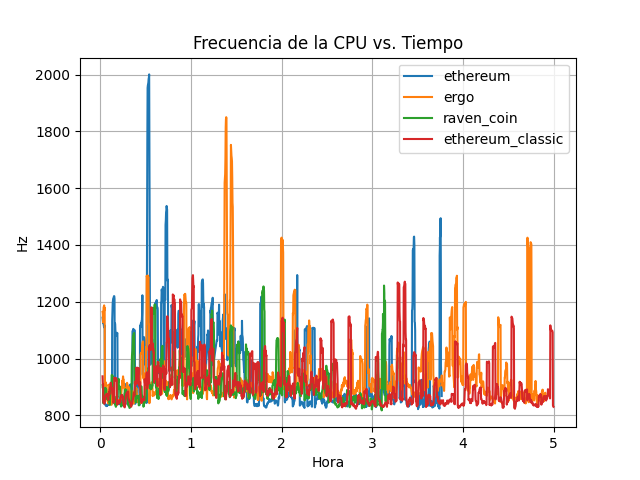 Frecuencia de la CPU vs. Tiempo
ethereum
ergo
raven_coin
ethereum_classic
2000
1800
1600
1400
1200
1000
800
Hz
0 1 2 3 4 5
Hora